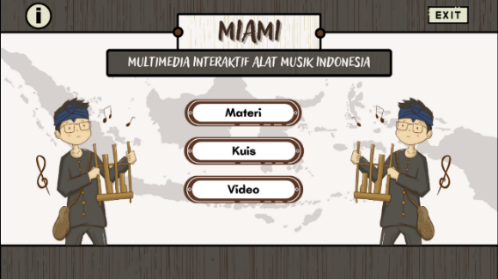 i
MIAMI
EXIT
MULTIMEDIA INTERAKTIF ALAT MUSIK INDONESIA
Materi
Kuis
Video